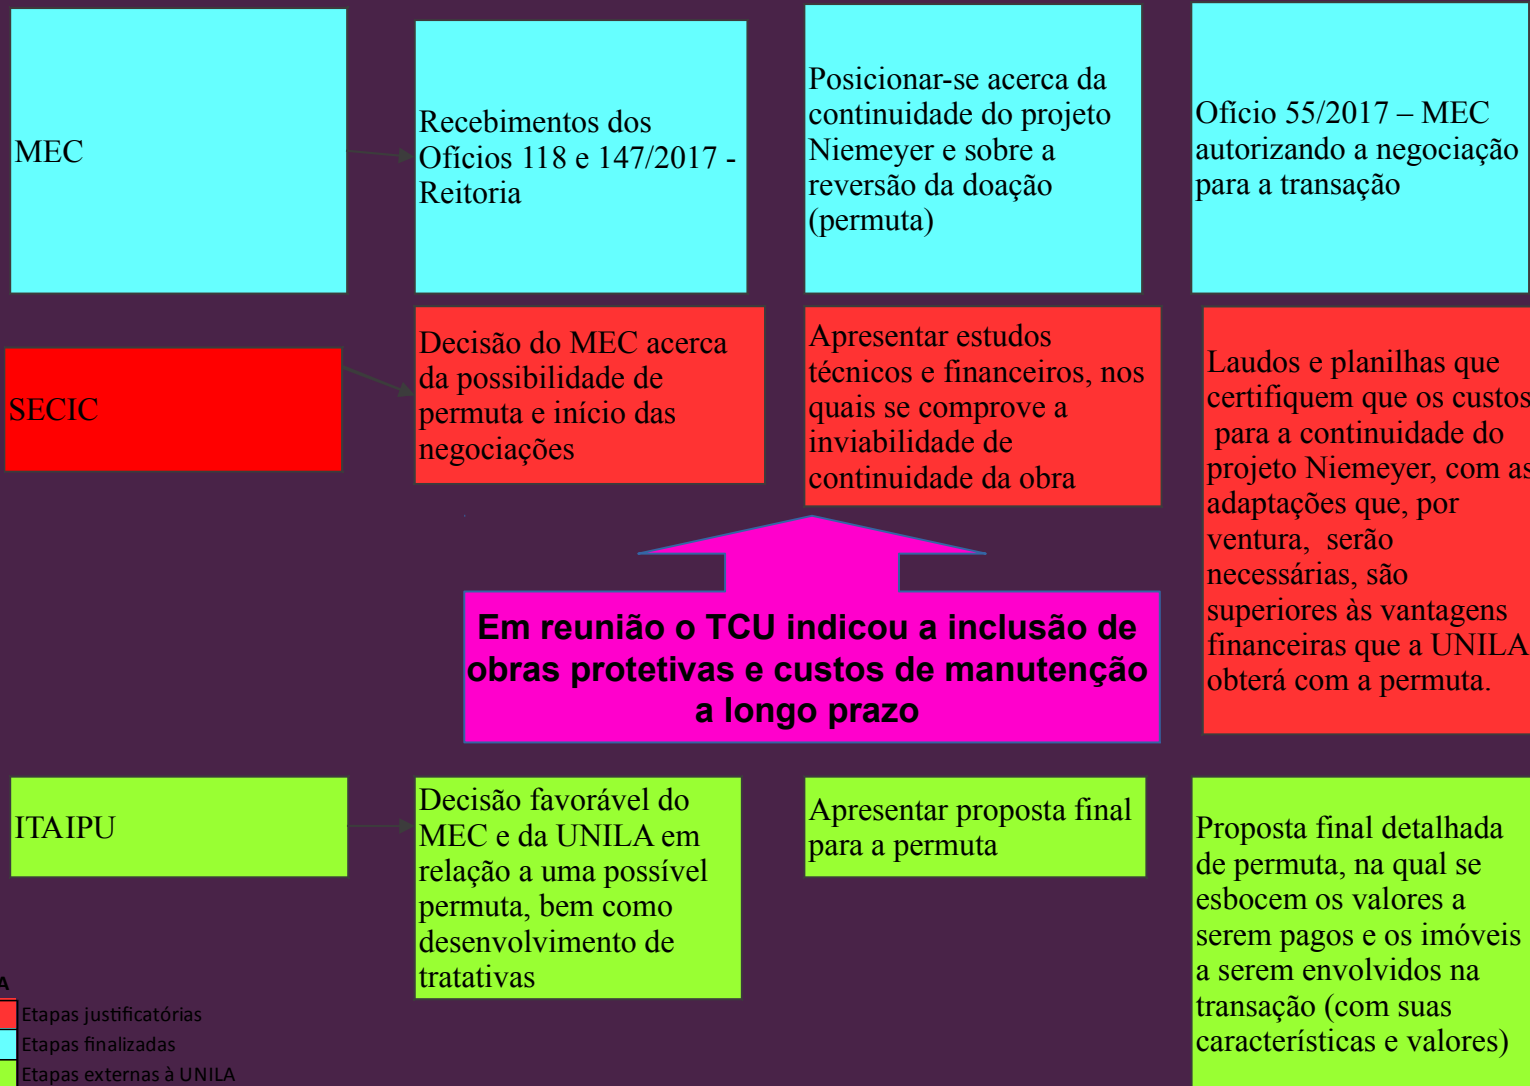 MEC
Recebimentos dos
Ofícios 118 e 147/2017 -
Reitoria
Posicionar-se acerca da
continuidade do projeto
Niemeyer e sobre a
reversão da doação
(permuta)
Ofício 55/2017 – MEC
autorizando a negociação
para a transação
SECIC
Decisão do MEC acerca
da possibilidade de
permuta e início das
negociações
Apresentar estudos
técnicos e financeiros, nos
quais se comprove a
inviabilidade de
continuidade da obra
Laudos e planilhas que
certifiquem que os custos
para a continuidade do
projeto Niemeyer, com as
adaptações que, por
ventura, serão
necessárias, são
superiores às vantagens
financeiras que a UNILA
obterá com a permuta.
Em reunião o TCU indicou a inclusão de
obras protetivas e custos de manutenção
a longo prazo
ITAIPU
Decisão favorável do
MEC e da UNILA em
relação a uma possível
permuta, bem como
desenvolvimento de
tratativas
Apresentar proposta final
para a permuta
Proposta final detalhada
de permuta, na qual se
esbocem os valores a
serem pagos e os imóveis
a serem envolvidos na
transação (com suas
características e valores)
A
Etapas justificatórias
Etapas finalizadas
Etapas externas à UNILA